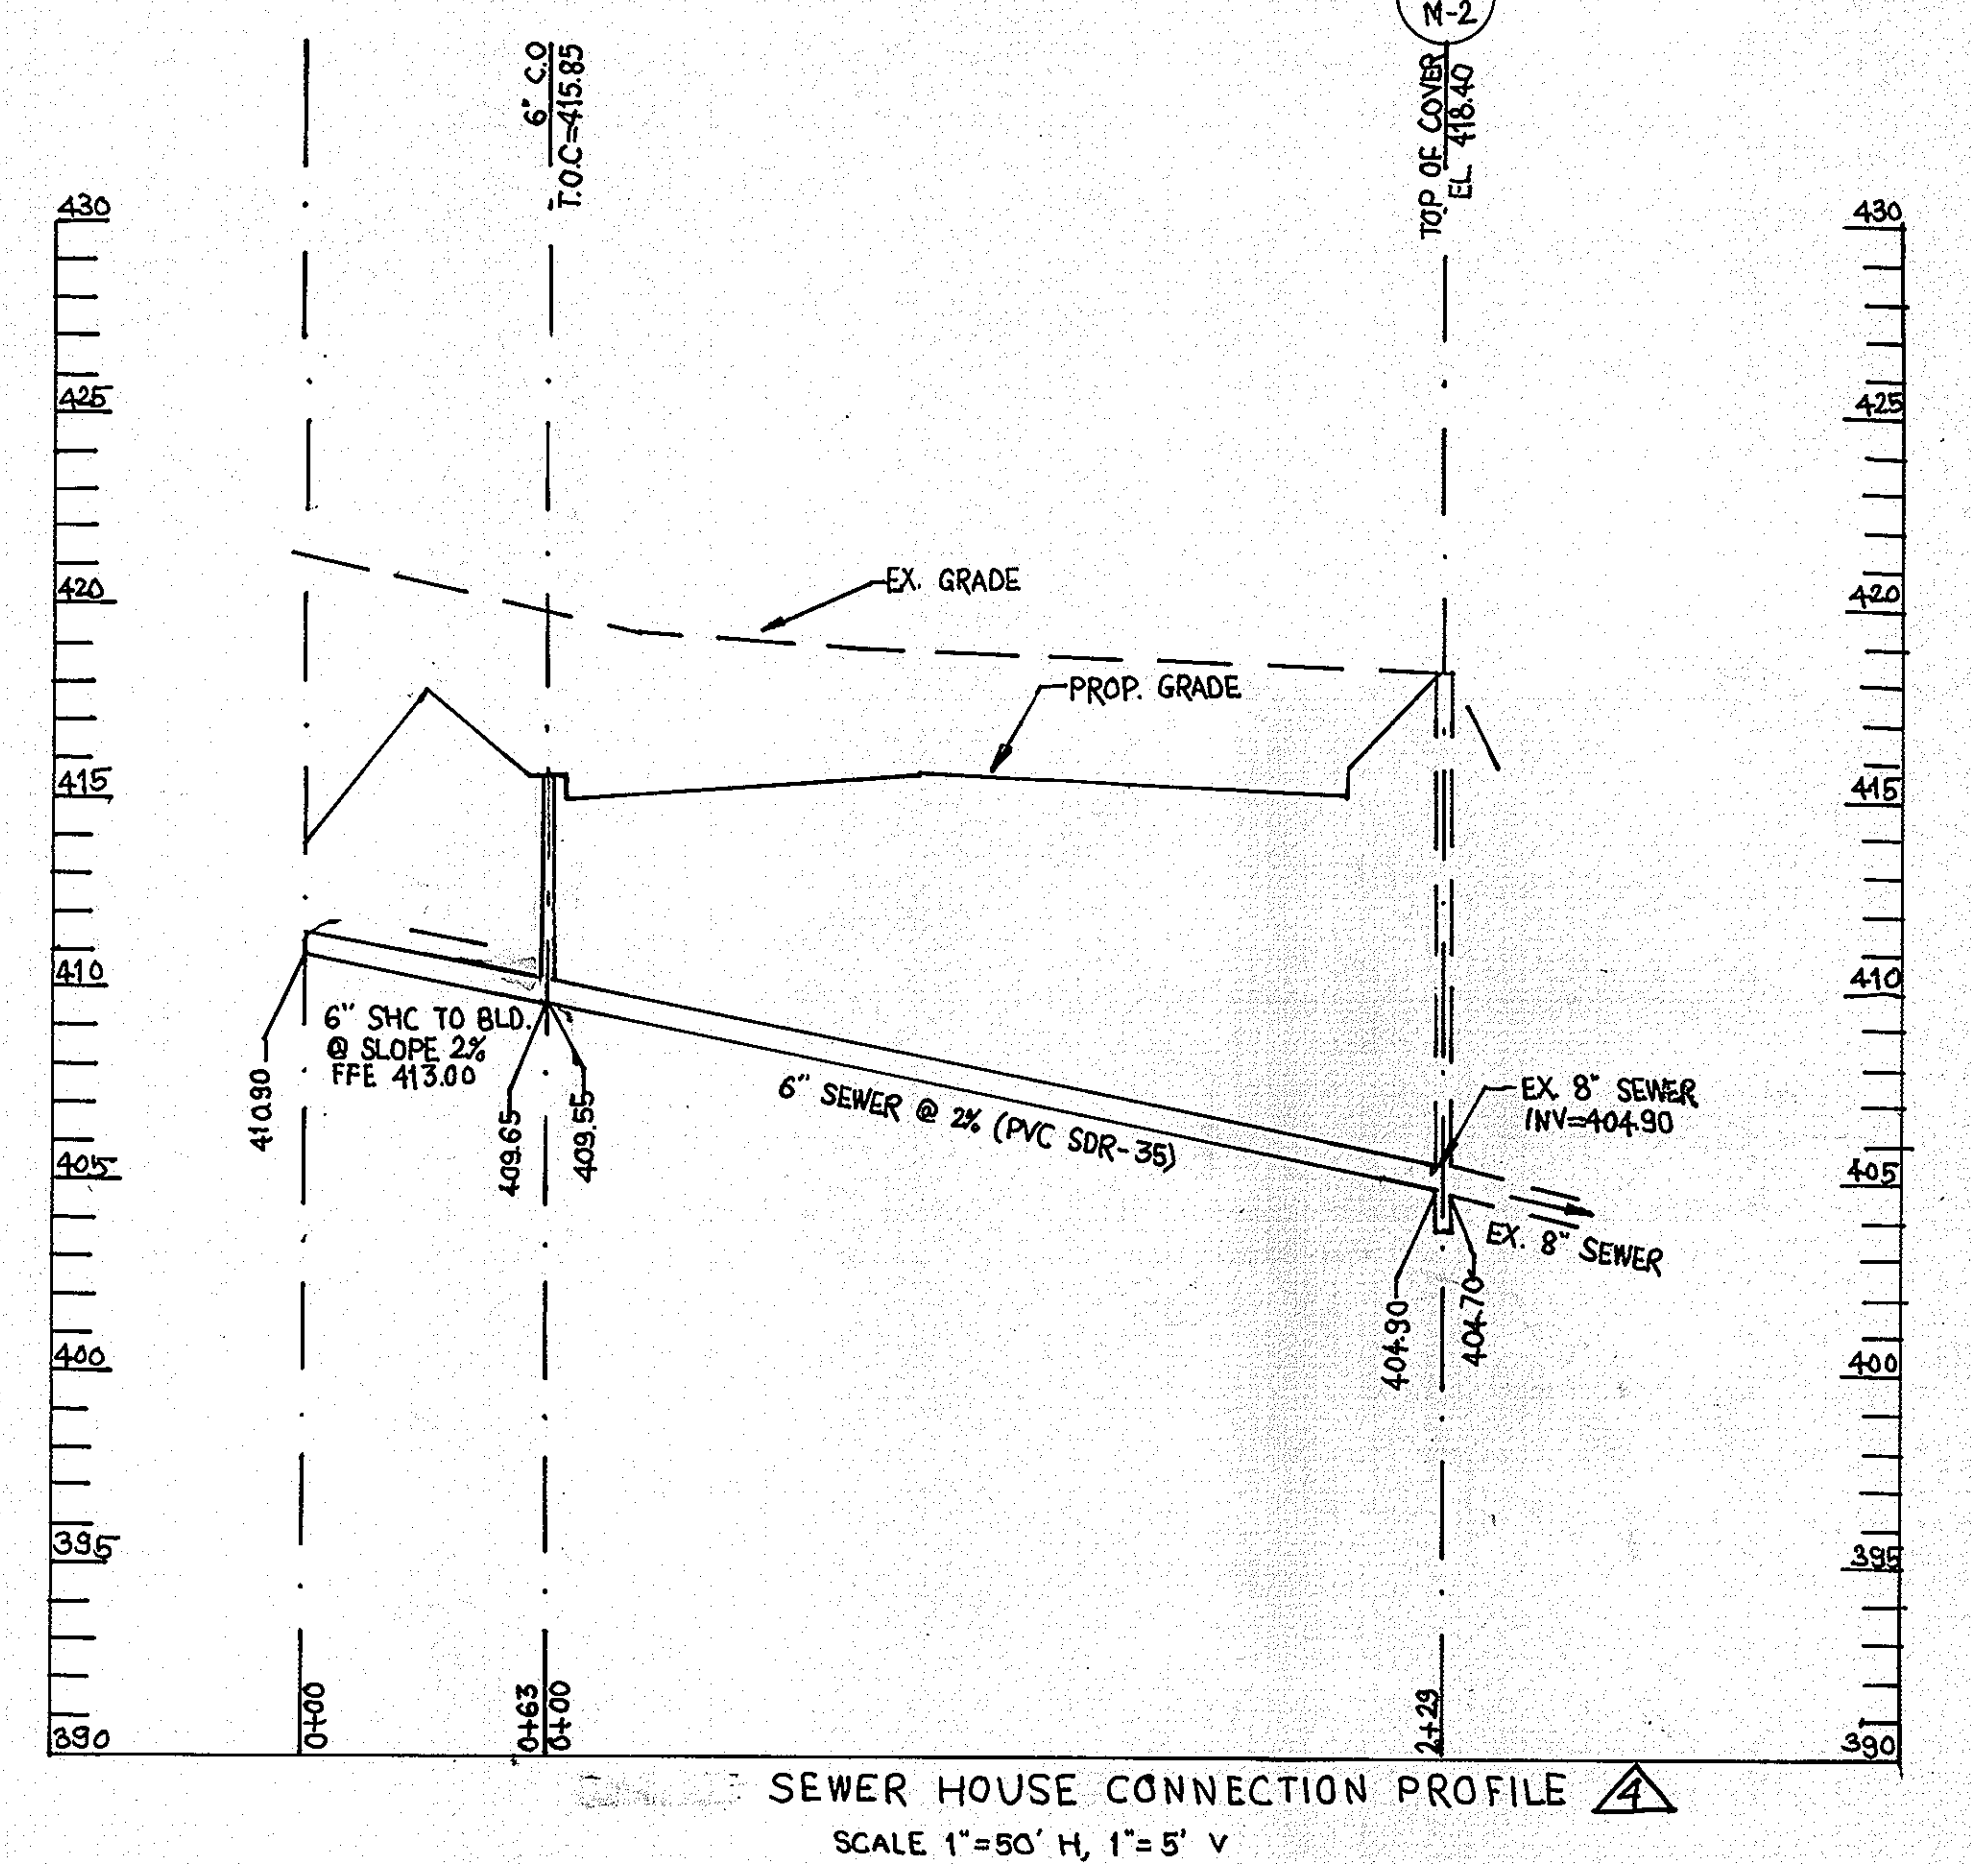 M-2
6" C.O
T.O.C=415.85
TOP OF COVER
EL. 418.40
430
425
420
415
410
405
400
395
390
430
425
420
415
410
405
400
395
390
EX. GRADE
PROP. GRADE
6" SHC TO BLD.
@ SLOPE 2%
FFE 413.00
410.90
409.65
409.55
6" SEWER @ 2% (PVC SDR-35)
EX. 8" SEWER
INV=404.90
EX. 8" SEWER
404.90
404.70
0+00
0+63
0+00
2+29
SEWER HOUSE CONNECTION PROFILE 4
SCALE 1"=50' H, 1"=5' V